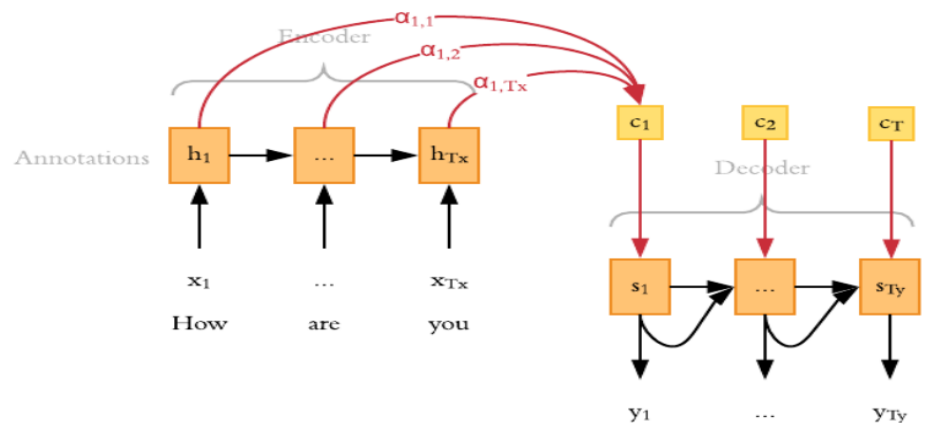 α1,1
Encoder
α1,2
α1,Tx
c1 c2 cT
Annotations h1 ... hTx
Decoder
x1 ... xTx
s1 ... sTy
How are you
y1 ... yTy